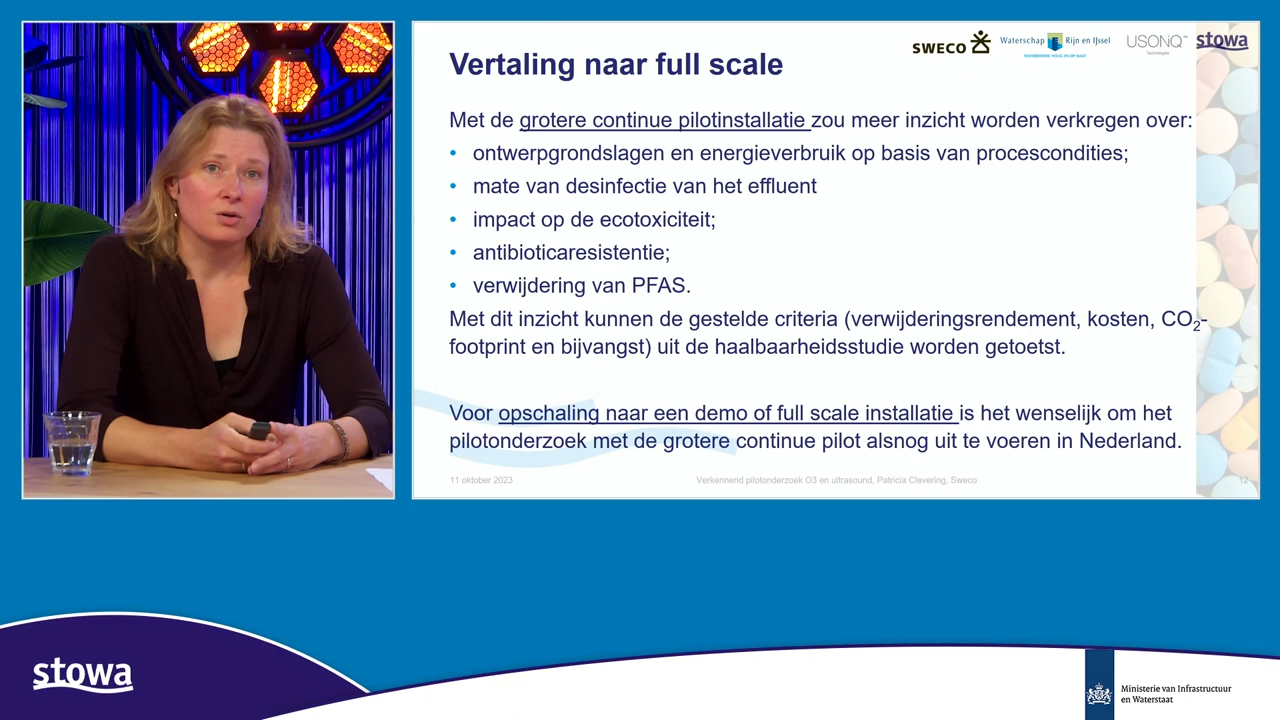 Vertaling naar full scale
SWECO
Waterschap Rijn en IJssel
USONiQ™
Technologies
stowa
Met de grotere continue pilotinstallatie zou meer inzicht worden verkregen over:
• ontwerpgrondslagen en energieverbruik op basis van procescondities;
• mate van desinfectie van het effluent
• impact op de ecotoxiciteit;
• antibioticaresistentie;
• verwijdering van PFAS.
Met dit inzicht kunnen de gestelde criteria (verwijderingsrendement, kosten, CO₂-
footprint en bijvangst) uit de haalbaarheidsstudie worden getoetst.
Voor opschaling naar een demo of full scale installatie is het wenselijk om het
pilotonderzoek met de grotere continue pilot alsnog uit te voeren in Nederland.
11 oktober 2023
Verkennend pilotonderzoek O3 en ultrasound, Patricia Clevering, Sweco
12
stowa
Ministerie van Infrastructuur
en Waterstaat